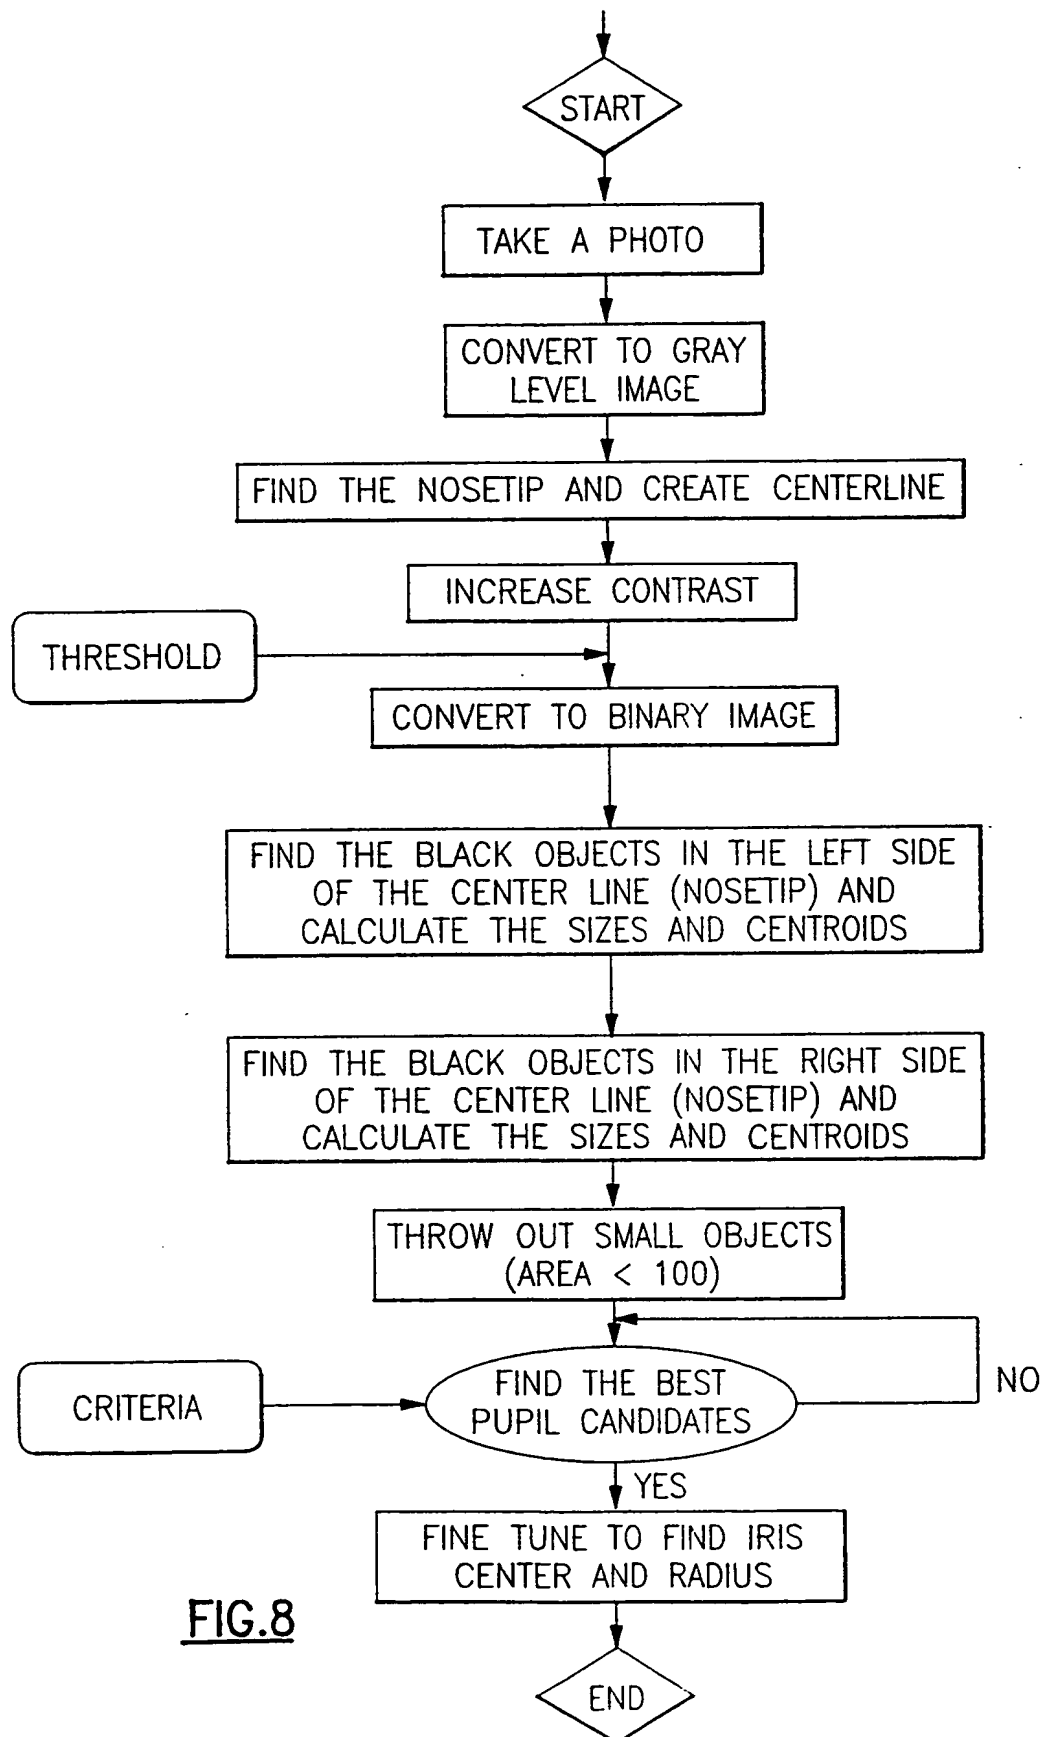 START
TAKE A PHOTO
CONVERT TO GRAY
LEVEL IMAGE
FIND THE NOSETIP AND CREATE CENTERLINE
INCREASE CONTRAST
THRESHOLD
CONVERT TO BINARY IMAGE
FIND THE BLACK OBJECTS IN THE LEFT SIDE
OF THE CENTER LINE (NOSETIP) AND
CALCULATE THE SIZES AND CENTROIDS
FIND THE BLACK OBJECTS IN THE RIGHT SIDE
OF THE CENTER LINE (NOSETIP) AND
CALCULATE THE SIZES AND CENTROIDS
THROW OUT SMALL OBJECTS
(AREA < 100)
CRITERIA
FIND THE BEST
PUPIL CANDIDATES
NO
YES
FINE TUNE TO FIND IRIS
CENTER AND RADIUS
FIG.8
END